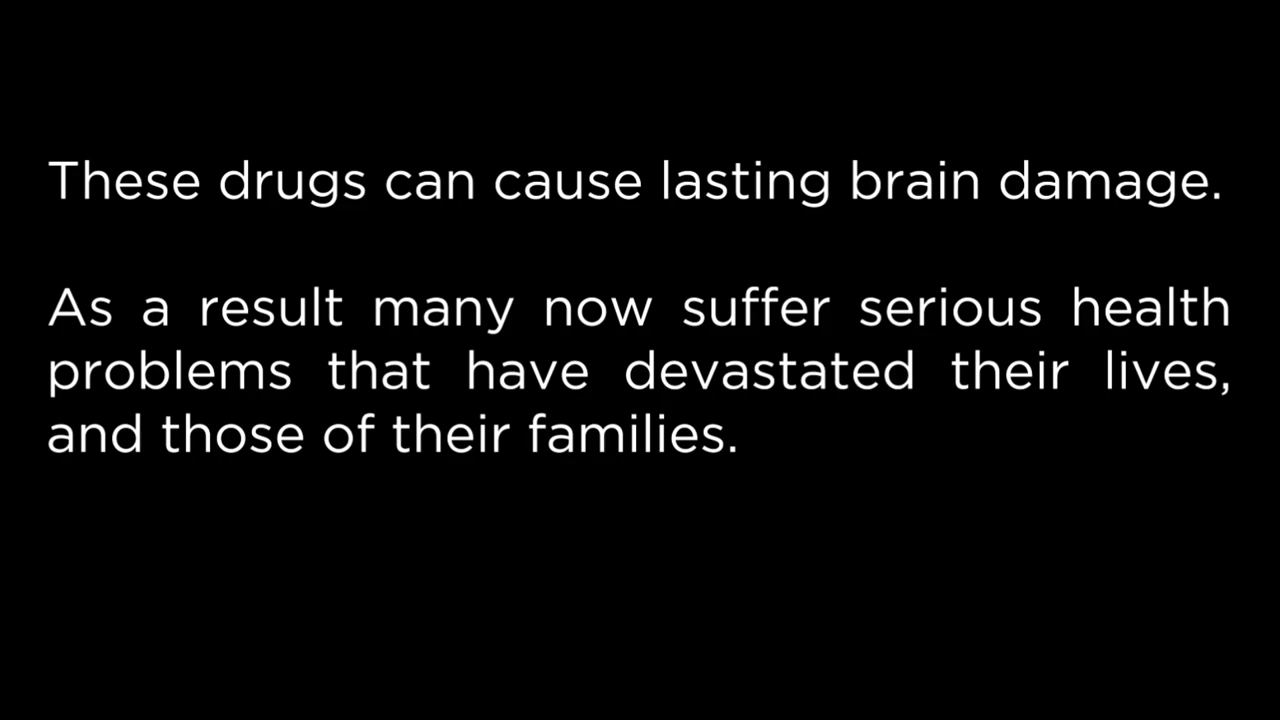 These drugs can cause lasting brain damage.
As a result many now suffer serious health
problems that have devastated their lives,
and those of their families.